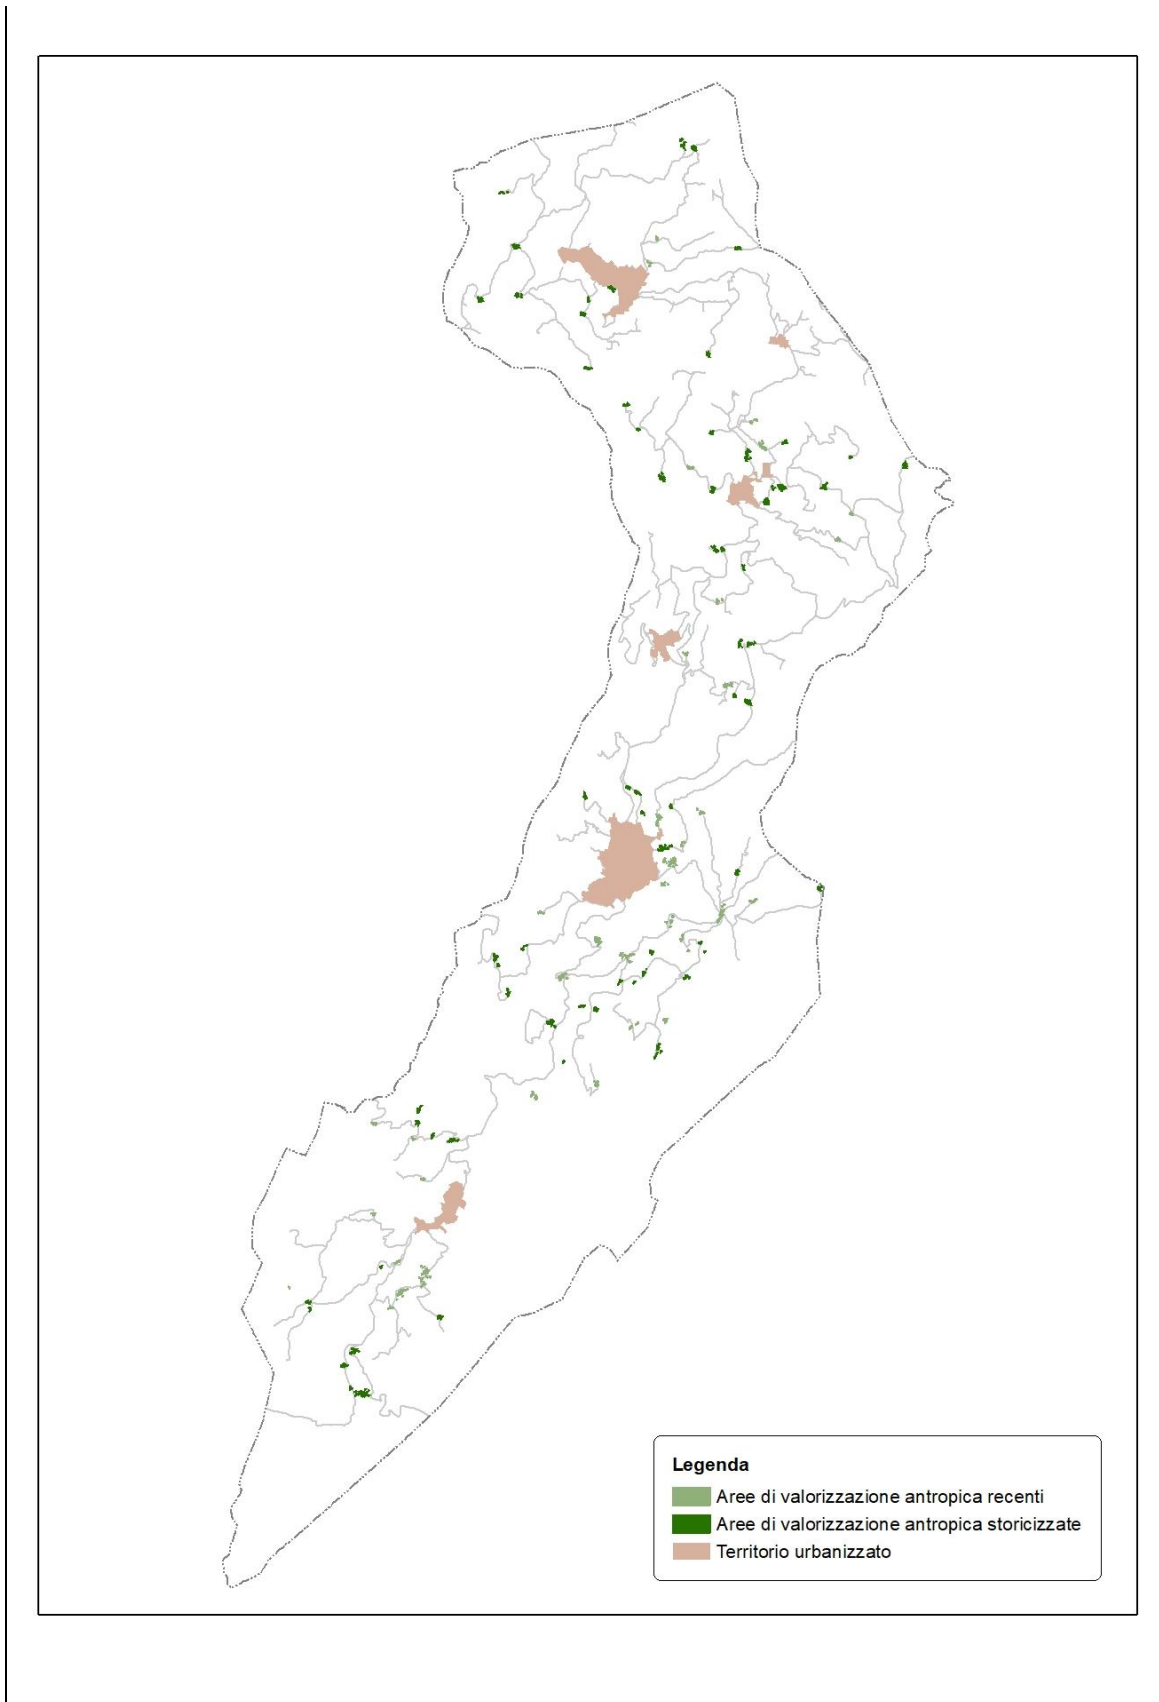 Legenda
Aree di valorizzazione antropica recenti
Aree di valorizzazione antropica storicizzate
Territorio urbanizzato